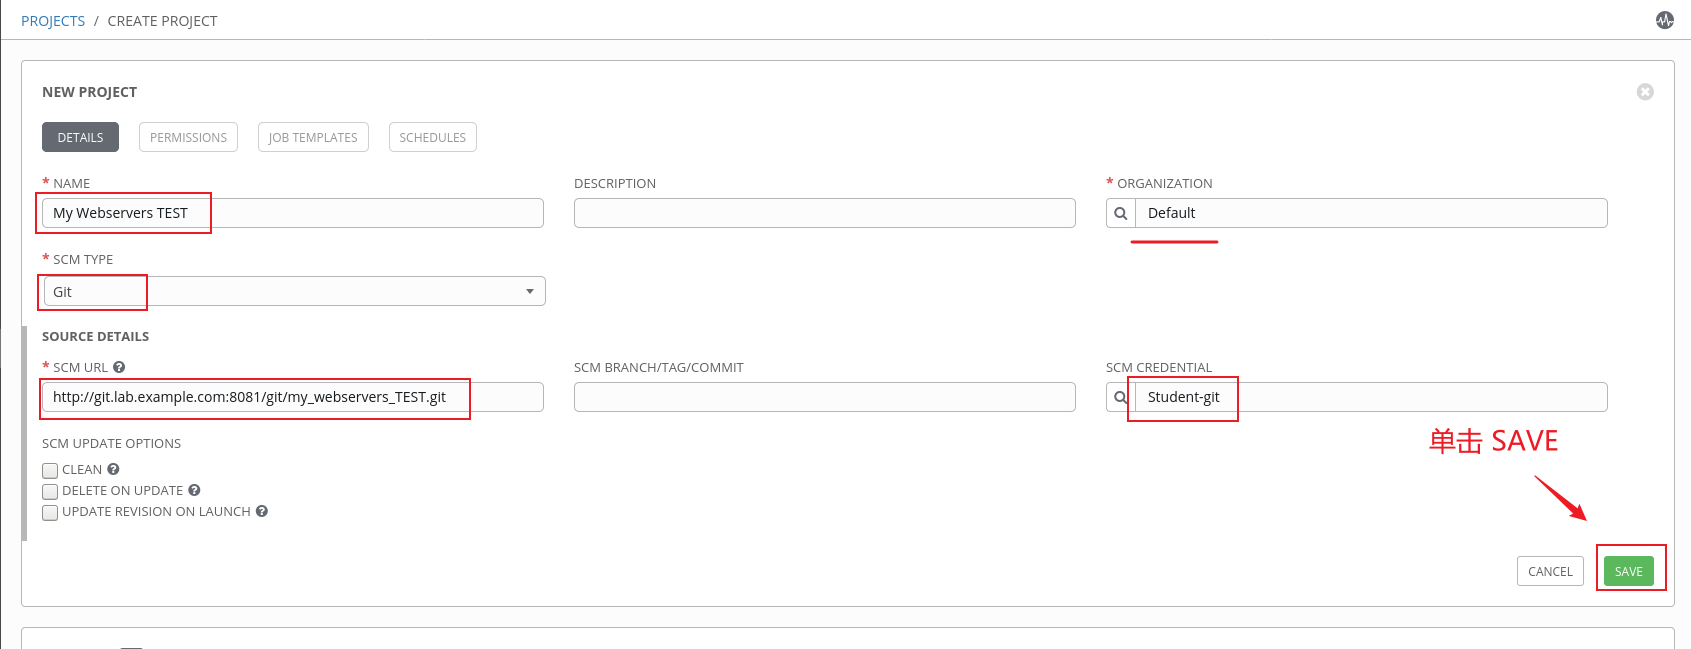 PROJECTS / CREATE PROJECT
NEW PROJECT
DETAILS PERMISSIONS JOB TEMPLATES SCHEDULES
* NAME DESCRIPTION * ORGANIZATION
My Webservers TEST Default
* SCM TYPE
Git
SOURCE DETAILS
* SCM URL ? SCM BRANCH/TAG/COMMIT SCM CREDENTIAL
http://git.lab.example.com:8081/git/my_webservers_TEST.git Student-git
单击 SAVE
SCM UPDATE OPTIONS
CLEAN ?
DELETE ON UPDATE ?
UPDATE REVISION ON LAUNCH ?
CANCEL SAVE